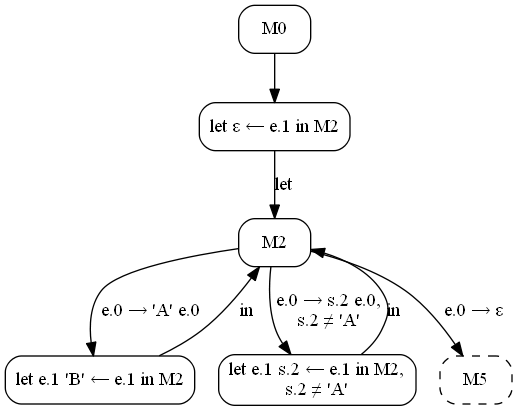 M0
let ε ← e.1 in M2
let
M2
e.0 → 'A' e.0
in
e.0 → s.2 e.0,
s.2 ≠ 'A'
in
e.0 → ε
let e.1 'B' ← e.1 in M2
let e.1 s.2 ← e.1 in M2,
s.2 ≠ 'A'
M5